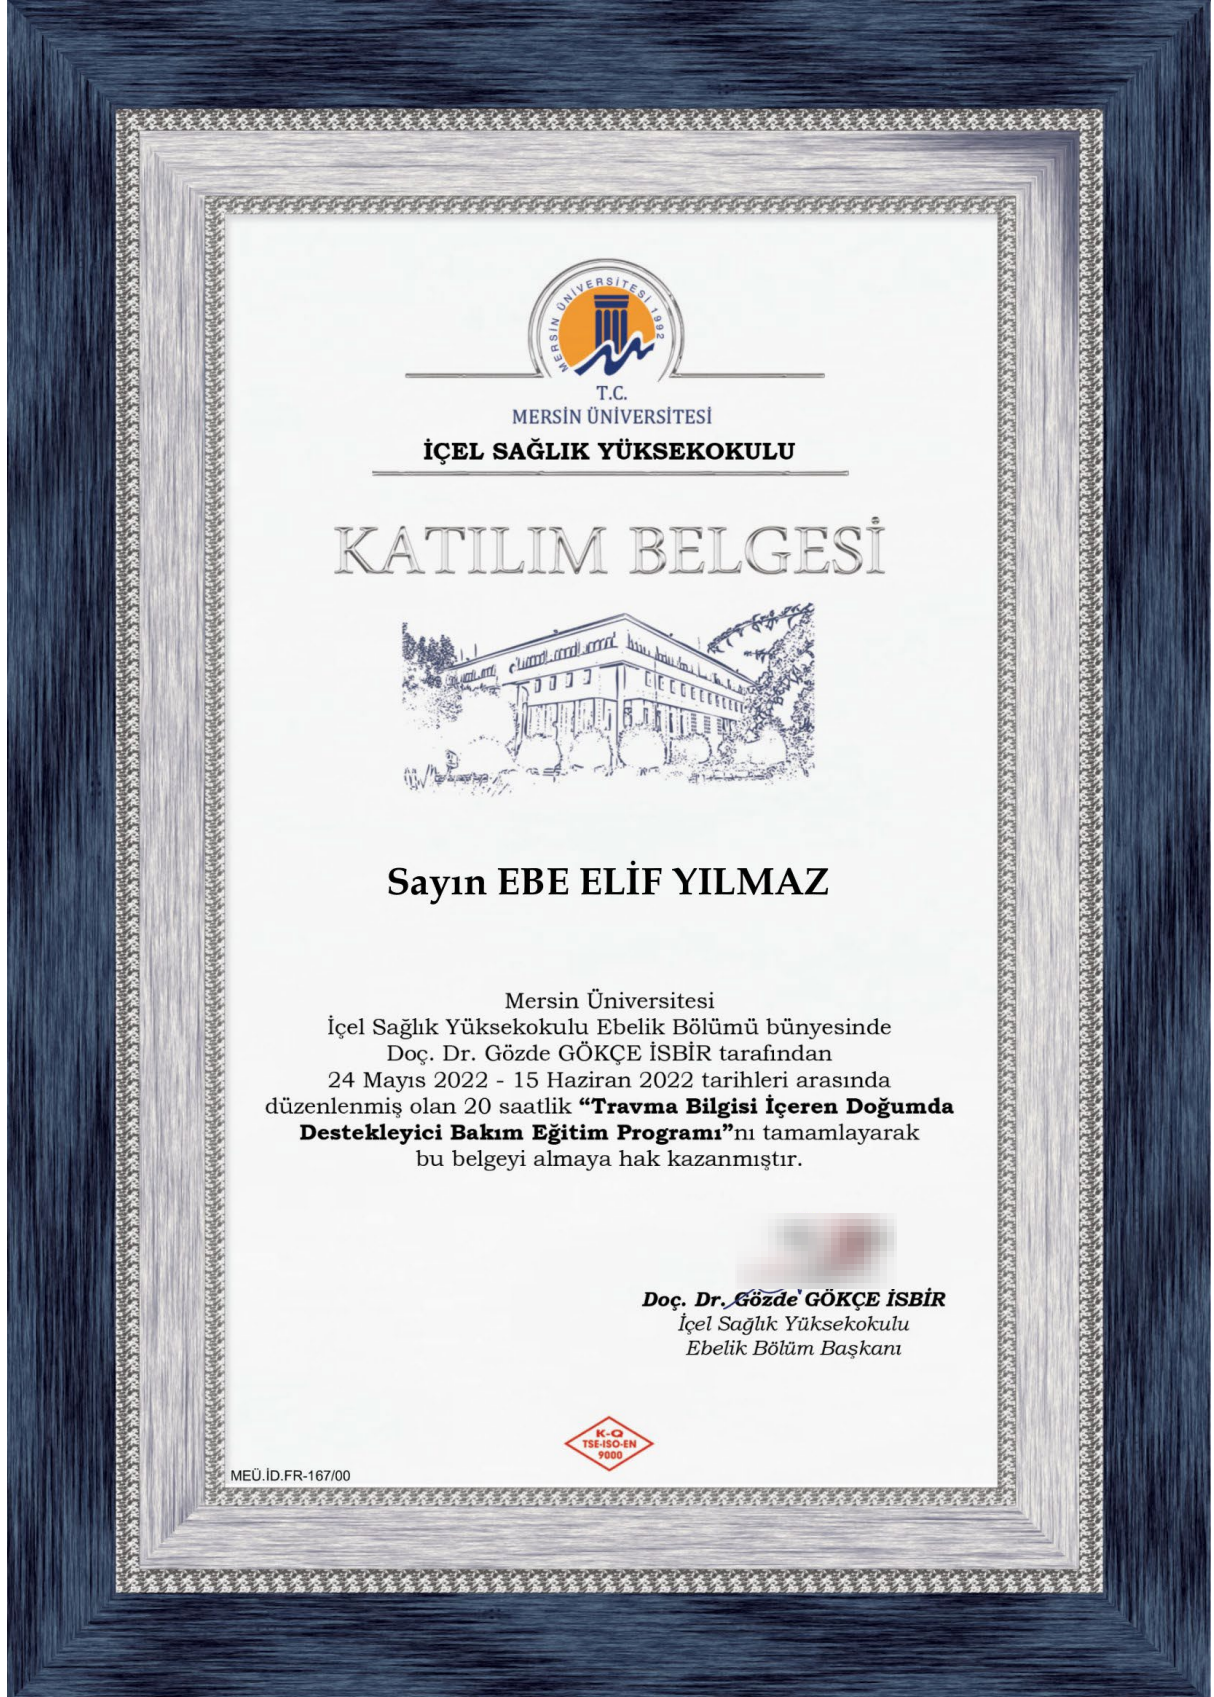 MERSİN ÜNİVERSİTESİ 1992
T.C.
MERSİN ÜNİVERSİTESİ
İÇEL SAĞLIK YÜKSEKOKULU
KATILIM BELGESİ
Sayın EBE ELİF YILMAZ
Mersin Üniversitesi
İçel Sağlık Yüksekokulu Ebelik Bölümü bünyesinde
Doç. Dr. Gözde GÖKÇE İSBİR tarafından
24 Mayıs 2022 - 15 Haziran 2022 tarihleri arasında
düzenlenmiş olan 20 saatlik “Travma Bilgisi İçeren Doğumda
Destekleyici Bakım Eğitim Programı”nı tamamlayarak
bu belgeyi almaya hak kazanmıştır.
Doç. Dr. Gözde GÖKÇE İSBİR
İçel Sağlık Yüksekokulu
Ebelik Bölüm Başkanı
K-Q
TSE-ISO-EN
9000
MEÜ.İD.FR-167/00